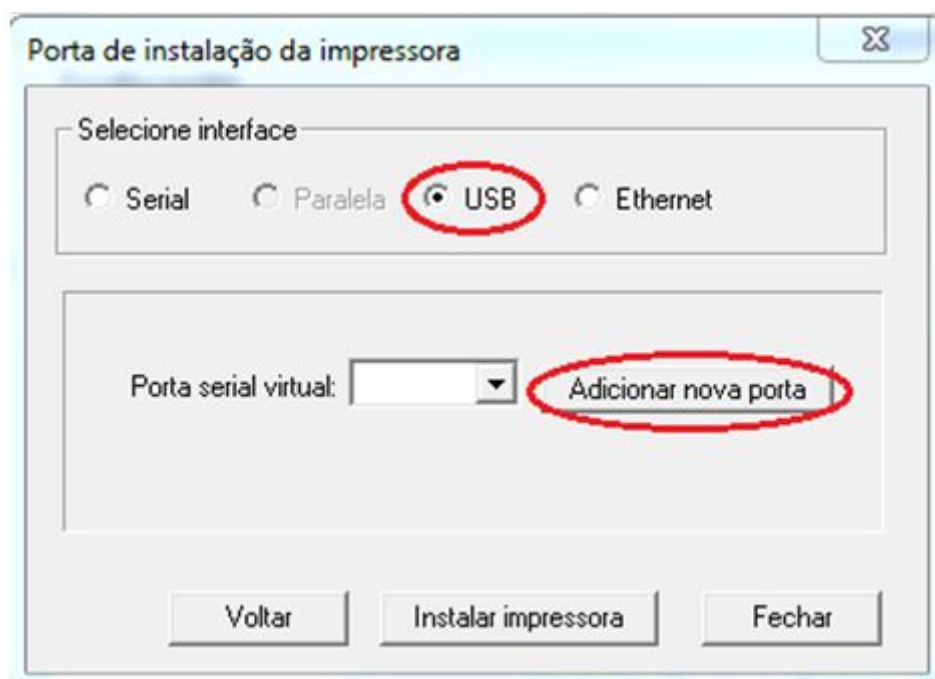 Porta de instalação da impressora
Selecione interface
Serial Paralela USB Ethernet
Porta serial virtual: Adicionar nova porta
Voltar Instalar impressora Fechar